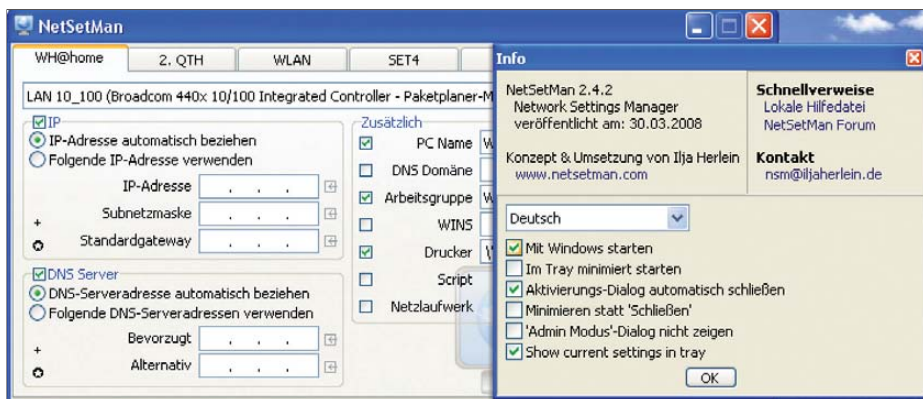 NetSetMan
WH@home
2. QTH
WLAN
SET4
LAN 10_100 (Broadcom 440x 10/100 Integrated Controller - Paketplaner-M
IP
IP-Adresse automatisch beziehen
Folgende IP-Adresse verwenden
IP-Adresse
Subnetzmaske
+
Standardgateway
DNS Server
DNS-Serveradresse automatisch beziehen
Folgende DNS-Serveradressen verwenden
Bevorzugt
+
Alternativ
Zusätzlich
PC Name W
DNS Domäne
Arbeitsgruppe W
WINS
Drucker \
Script
Netzlaufwerk
Info
NetSetMan 2.4.2
Network Settings Manager
veröffentlicht am: 30.03.2008
Konzept & Umsetzung von Ilja Herlein
www.netsetman.com
Schnellverweise
Lokale Hilfedatei
NetSetMan Forum
Kontakt
nsm@iljaherlein.de
Deutsch
Mit Windows starten
Im Tray minimiert starten
Aktivierungs-Dialog automatisch schließen
Minimieren statt 'Schließen'
'Admin Modus'-Dialog nicht zeigen
Show current settings in tray
OK